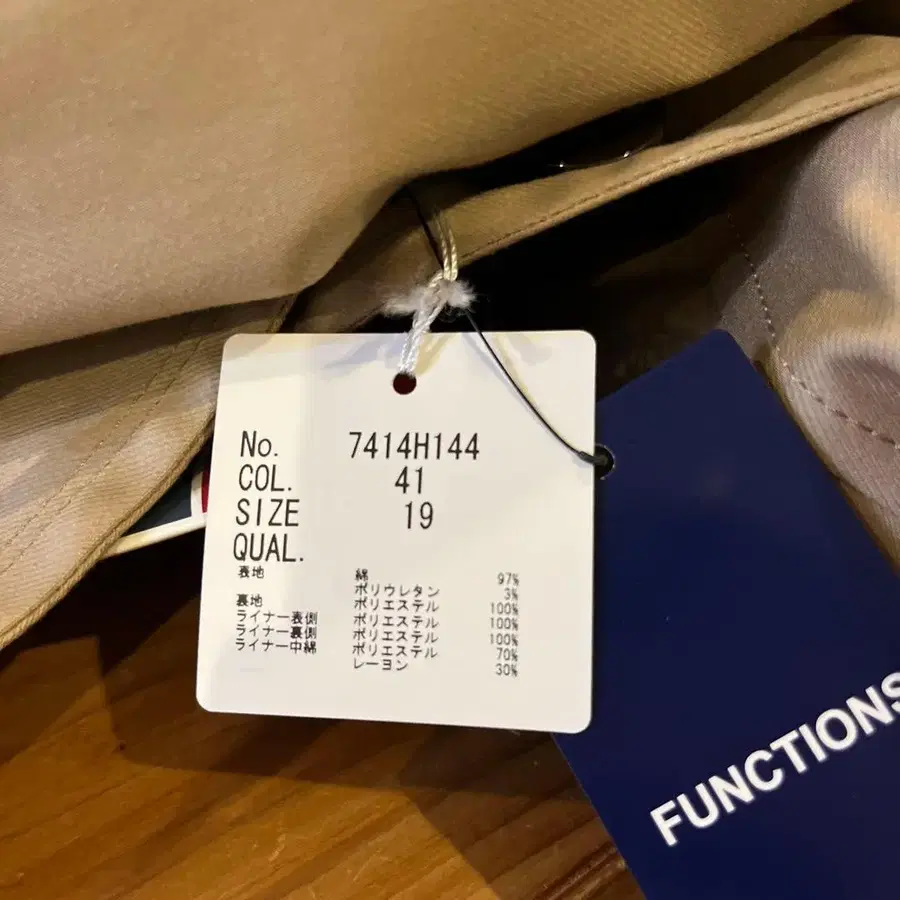 No. 7414H144
COL. 41
SIZE 19
QUAL.
表地 綿 97%
ポリウレタン 3%
裏地 ポリエステル 100%
ライナー表側 ポリエステル 100%
ライナー裏側 ポリエステル 100%
ライナー中綿 ポリエステル 70%
レーヨン 30%
FUNCTIONS